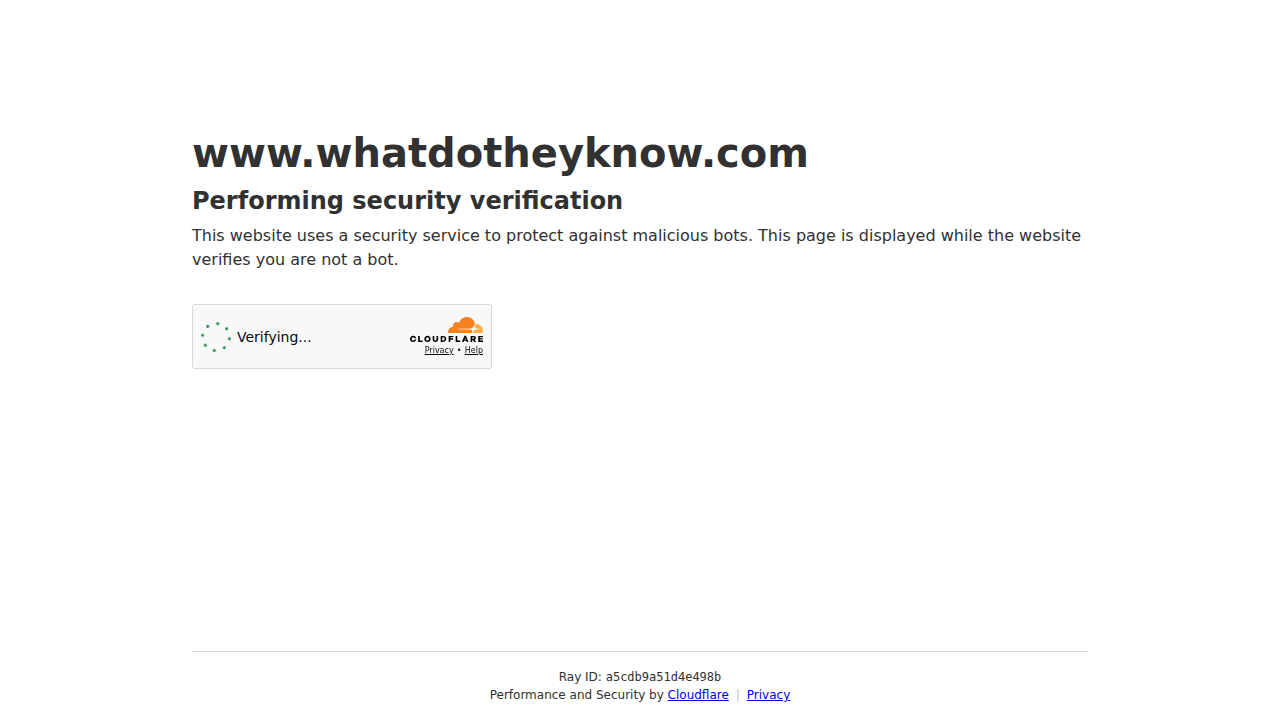 www.whatdotheyknow.com
Performing security verification
This website uses a security service to protect against malicious bots. This page is displayed while the website
verifies you are not a bot.
Verifying...
CLOUDFLARE
Privacy • Help
Ray ID: a5cdb9a51d4e498b
Performance and Security by Cloudflare | Privacy